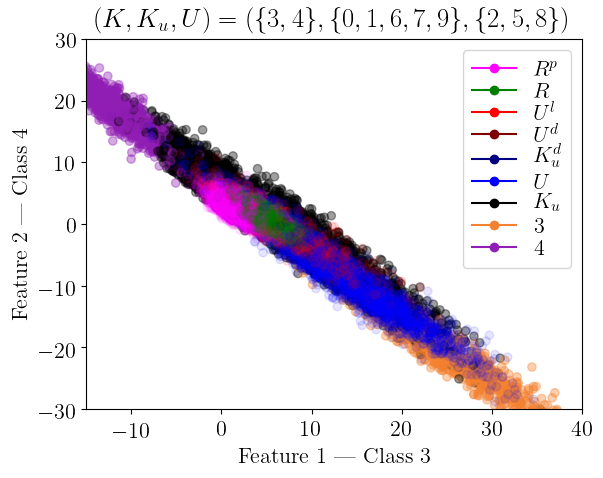 (K, K_u, U) = ({3, 4}, {0, 1, 6, 7, 9}, {2, 5, 8})
30
20
10
0
−10
−20
−30
−10
0
10
20
30
40
Feature 2 — Class 4
Feature 1 — Class 3
R^p
R
U^l
U^d
K_u^d
U
K_u
3
4